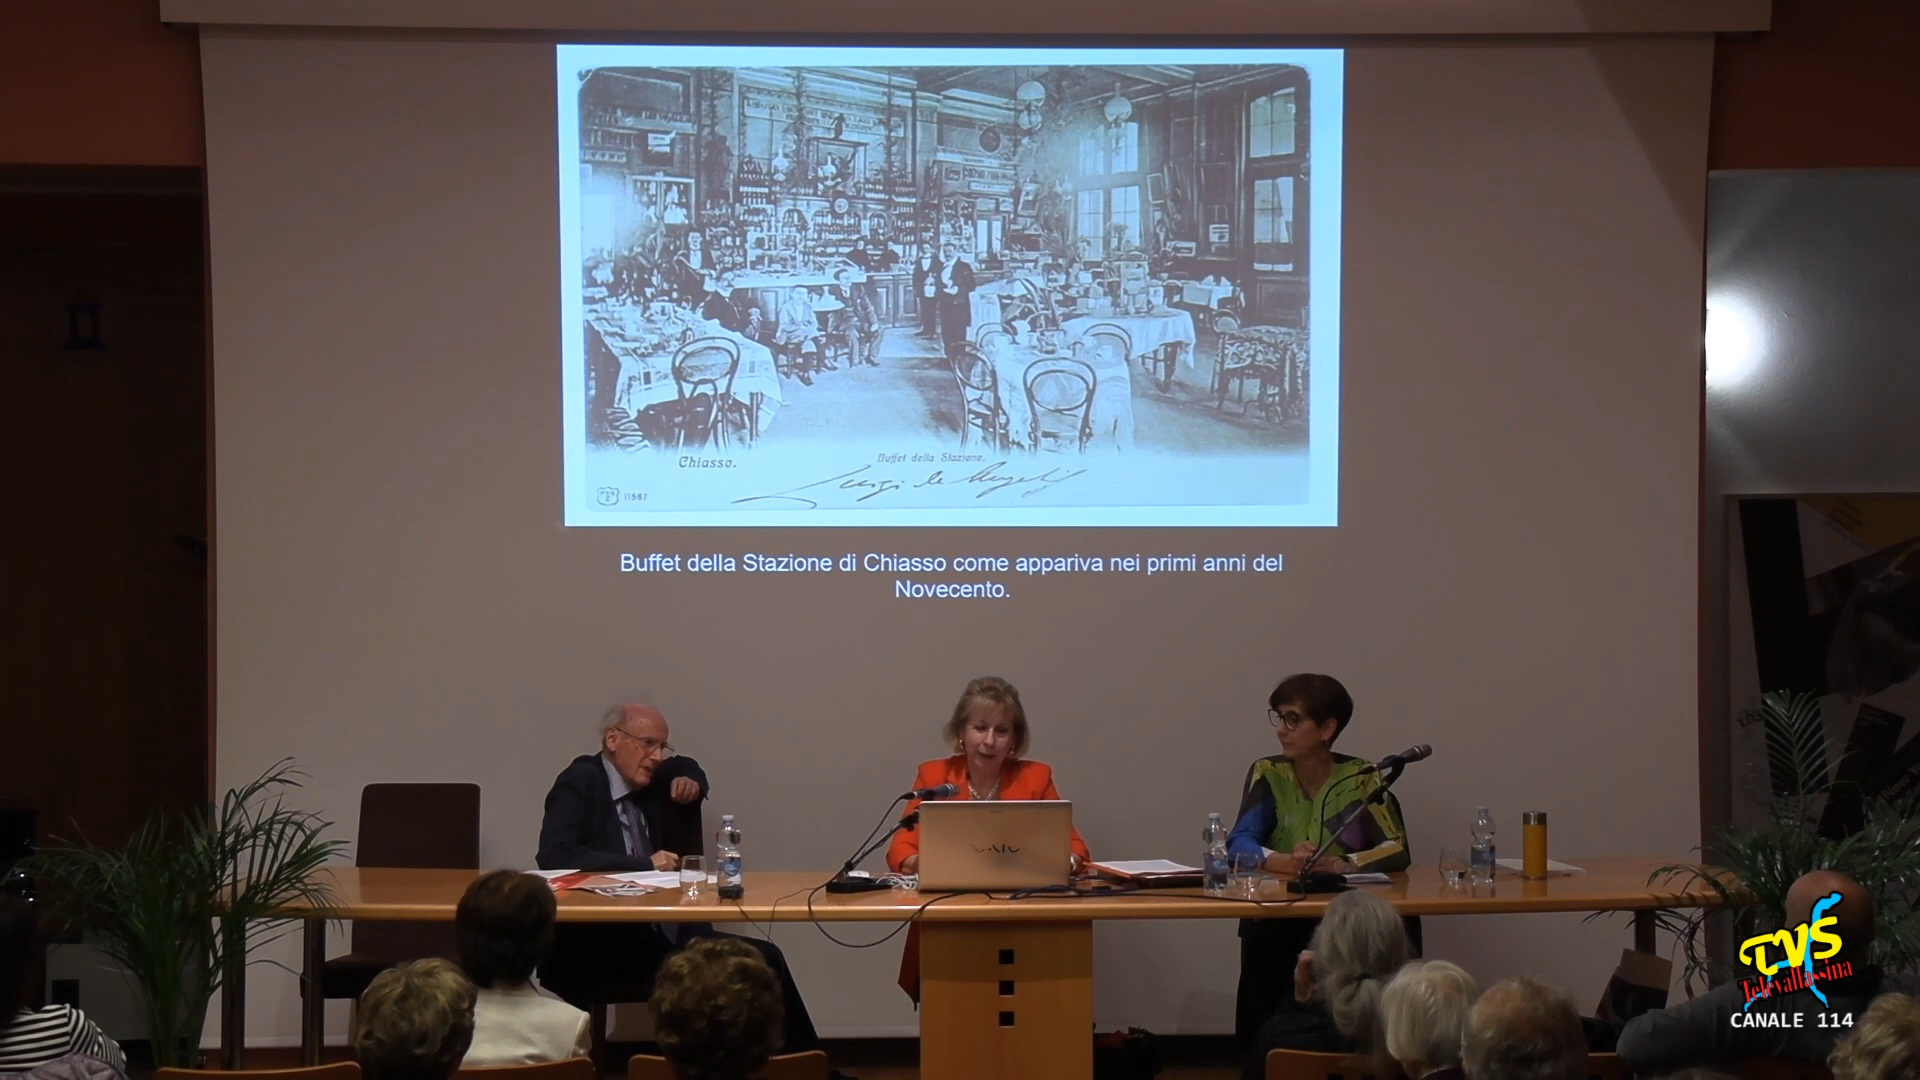 Chiasso.
Buffet della Stazione.
11587
Buffet della Stazione di Chiasso come appariva nei primi anni del
Novecento.
VAIO
TVS
Televallassina
CANALE 114